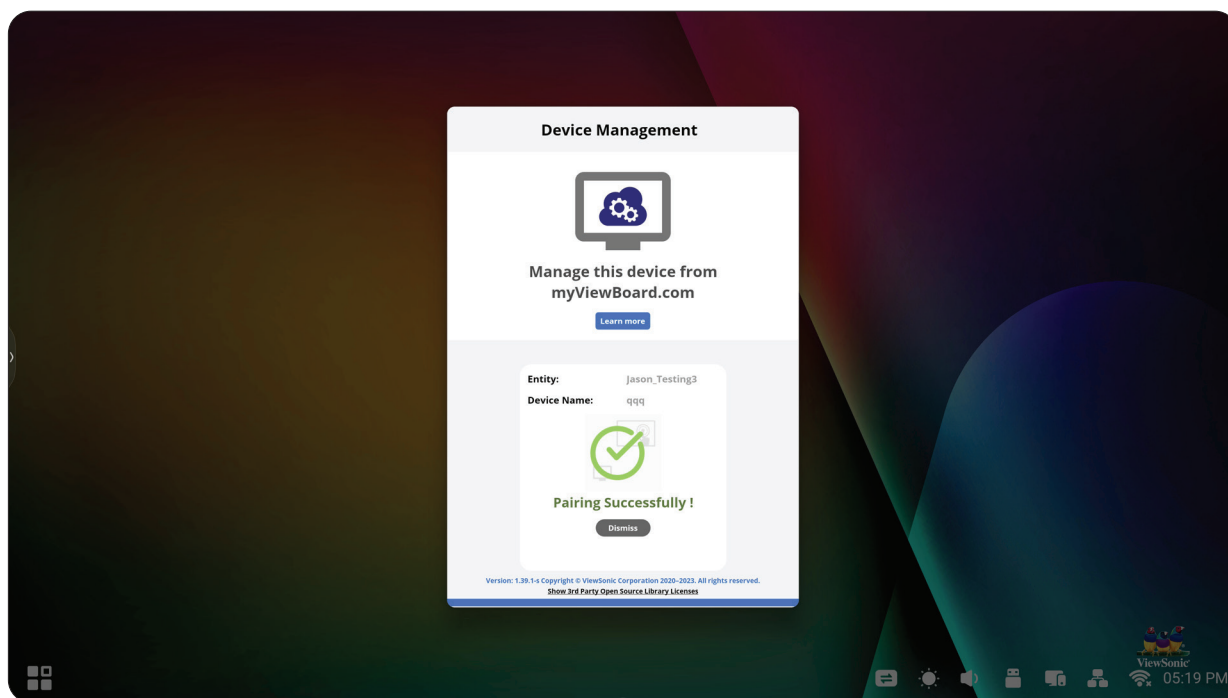 Device Management
Manage this device from
myViewBoard.com
Learn more
Entity: Jason_Testing3
Device Name: qqq
Pairing Successfully !
Dismiss
Version: 1.39.1-s Copyright © ViewSonic Corporation 2020–2023. All rights reserved.
Show 3rd Party Open Source Library Licenses
ViewSonic
05:19 PM